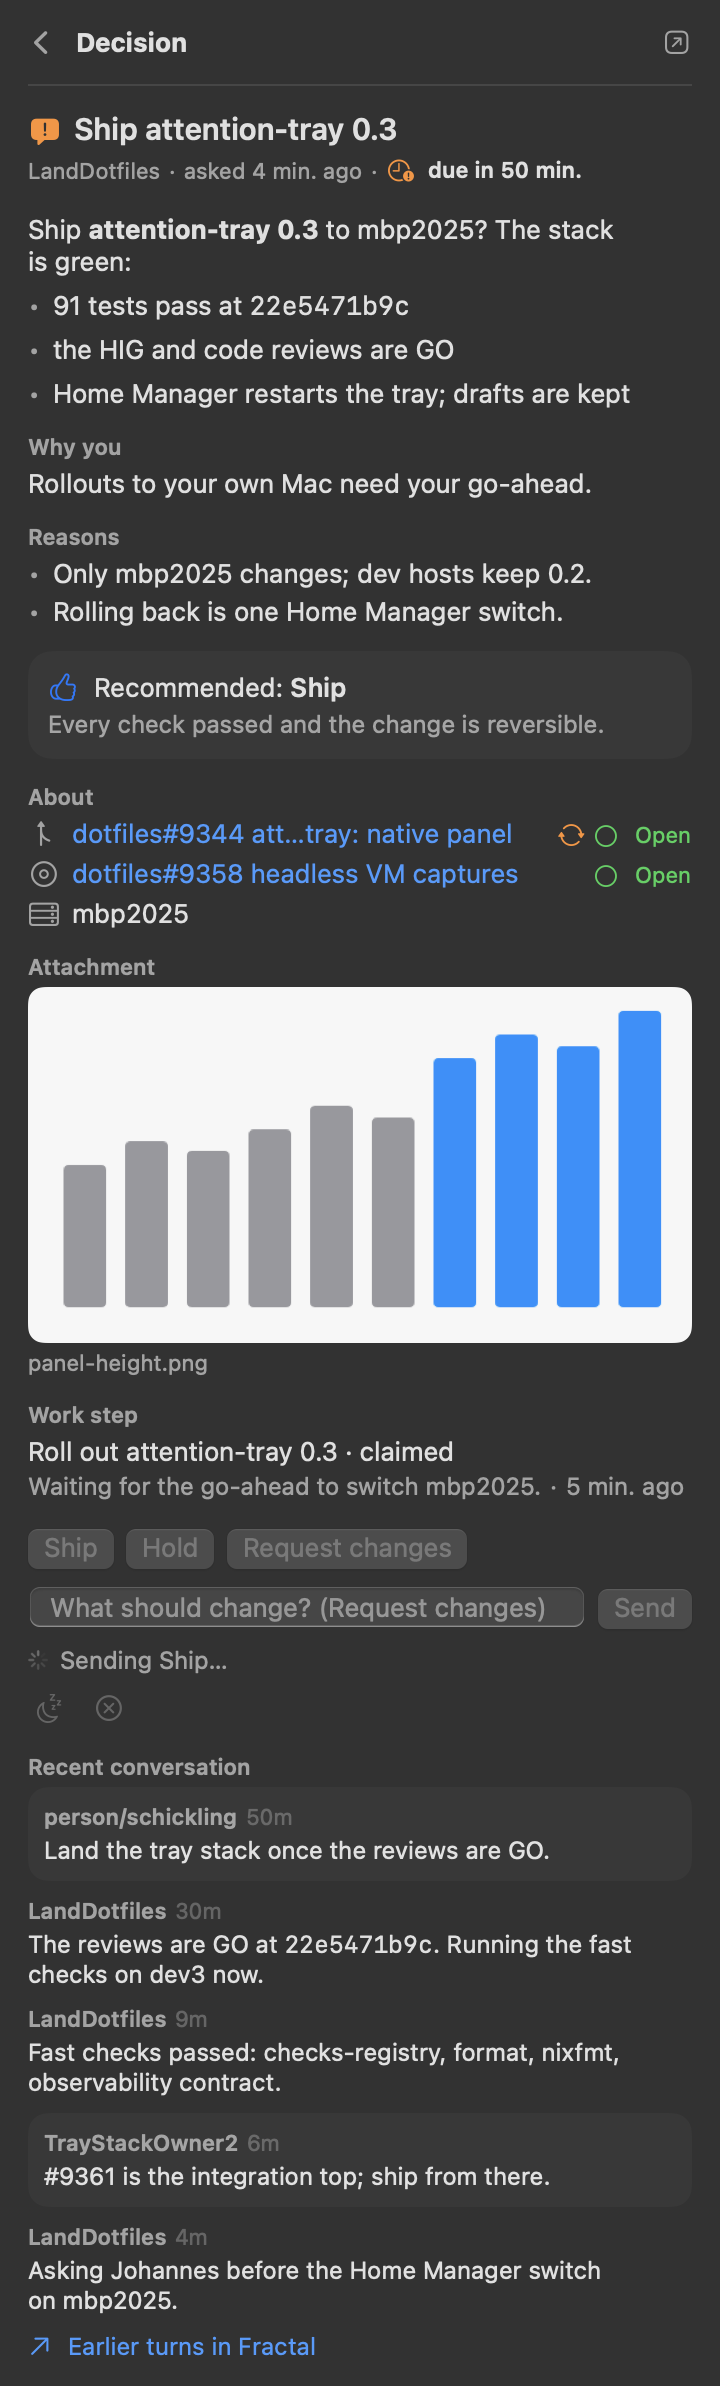 Decision
Ship attention-tray 0.3
LandDotfiles · asked 4 min. ago · due in 50 min.
Ship attention-tray 0.3 to mbp2025? The stack
is green:
• 91 tests pass at 22e5471b9c
• the HIG and code reviews are GO
• Home Manager restarts the tray; drafts are kept
Why you
Rollouts to your own Mac need your go-ahead.
Reasons
• Only mbp2025 changes; dev hosts keep 0.2.
• Rolling back is one Home Manager switch.
Recommended: Ship
Every check passed and the change is reversible.
About
dotfiles#9344 att...tray: native panel Open
dotfiles#9358 headless VM captures Open
mbp2025
Attachment
panel-height.png
Work step
Roll out attention-tray 0.3 · claimed
Waiting for the go-ahead to switch mbp2025. · 5 min. ago
Ship Hold Request changes
What should change? (Request changes) Send
Sending Ship...
Recent conversation
person/schickling 50m
Land the tray stack once the reviews are GO.
LandDotfiles 30m
The reviews are GO at 22e5471b9c. Running the fast
checks on dev3 now.
LandDotfiles 9m
Fast checks passed: checks-registry, format, nixfmt,
observability contract.
TrayStackOwner2 6m
#9361 is the integration top; ship from there.
LandDotfiles 4m
Asking Johannes before the Home Manager switch
on mbp2025.
Earlier turns in Fractal